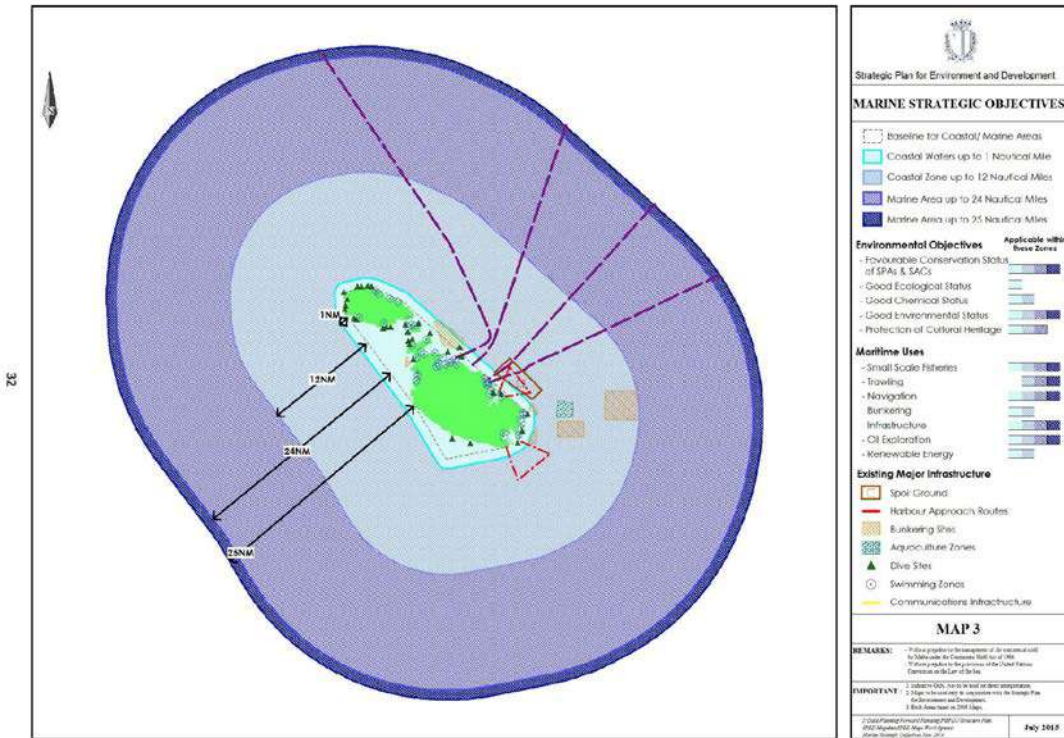 32
1NM
12NM
24NM
25NM
Strategic Plan for Environment and Development
MARINE STRATEGIC OBJECTIVES
Baseline for Coastal/ Marine Areas
Coastal Waters up to 1 Nautical Mile
Coastal Zone up to 12 Nautical Miles
Marine Area up to 24 Nautical Miles
Marine Area up to 25 Nautical Miles
Environmental Objectives
Applicable within
these Zones
- Favourable Conservation Status
of SPAs & SACs
- Good Ecological Status
- Good Chemical Status
- Good Environmental Status
- Protection of Cultural Heritage
Maritime Uses
- Small Scale Fisheries
- Trawling
- Navigation
Bunkering
Infrastructure
- Oil Exploration
- Renewable Energy
Existing Major Infrastructure
Spoil Ground
Harbour Approach Routes
Bunkering Sites
Aquaculture Zones
Dive Sites
Swimming Zones
Communications Infrastructure
MAP 3
REMARKS:
IMPORTANT :
July 2015